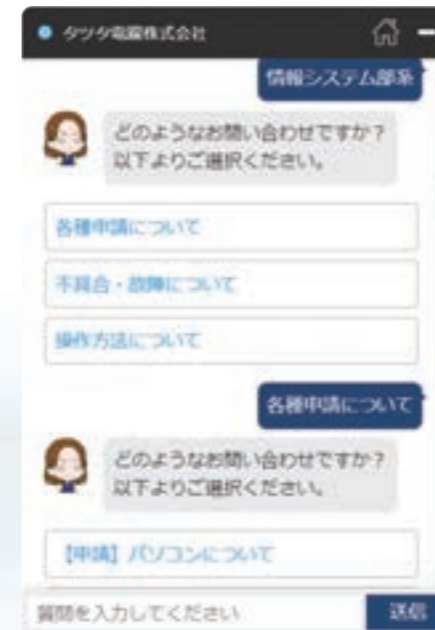 タツタ電線株式会社
情報システム部系
どのようなお問い合わせですか？
以下よりご選択ください。
各種申請について
不具合・故障について
操作方法について
各種申請について
どのようなお問い合わせですか？
以下よりご選択ください。
【申請】パソコンについて
質問を入力してください
送信